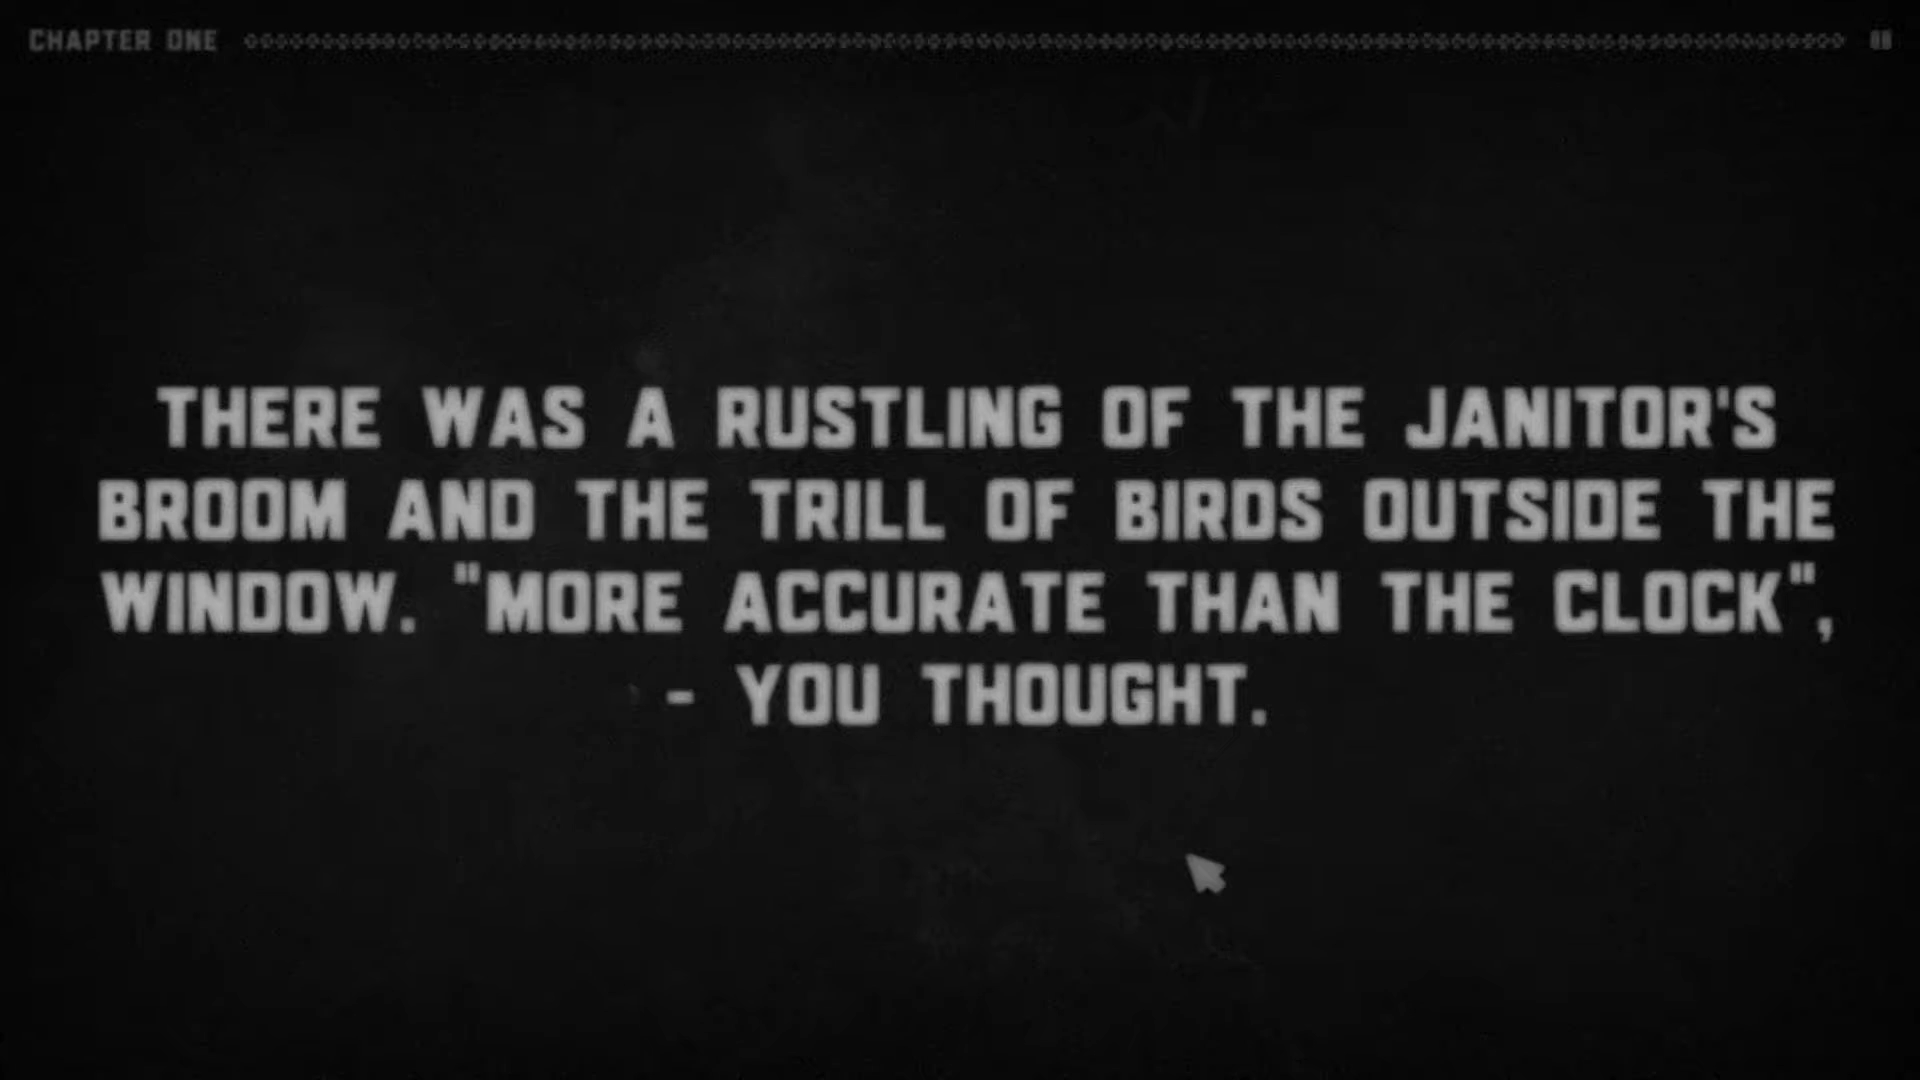 CHAPTER ONE
THERE WAS A RUSTLING OF THE JANITOR'S
BROOM AND THE TRILL OF BIRDS OUTSIDE THE
WINDOW. "MORE ACCURATE THAN THE CLOCK",
- YOU THOUGHT.